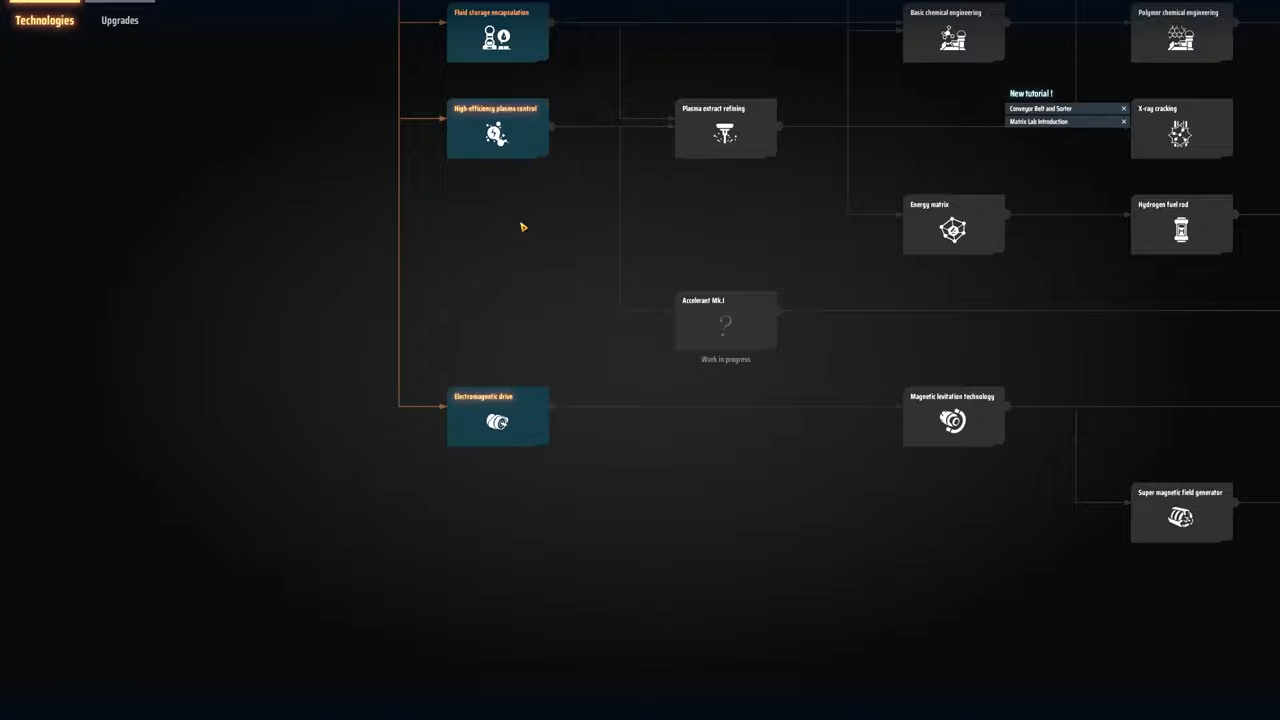 Technologies
Upgrades
Fluid storage encapsulation
Basic chemical engineering
Polymer chemical engineering
New tutorial !
High-efficiency plasma control
Plasma extract refining
Conveyor Belt and Sorter
X-ray cracking
Matrix Lab Introduction
Energy matrix
Hydrogen fuel rod
Accelerant Mk.I
?
Work in progress
Electromagnetic drive
Magnetic levitation technology
Super magnetic field generator